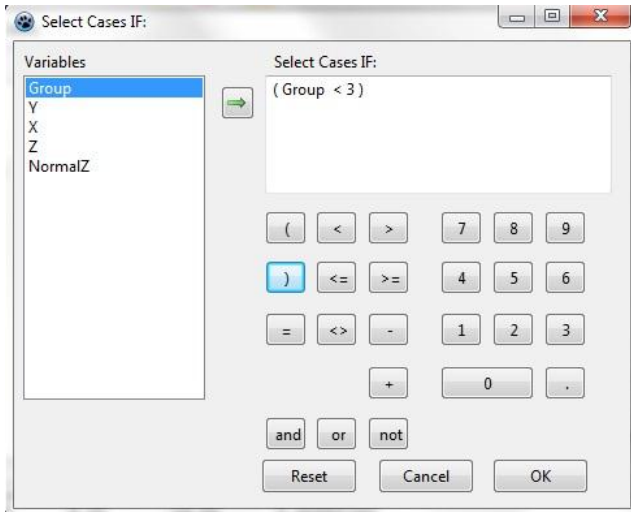 Select Cases IF:
Variables
Select Cases IF:
Group
Y
X
Z
NormalZ
( Group < 3 )
( < > 7 8 9
) <= >= 4 5 6
= <> - 1 2 3
+ 0 .
and or not
Reset Cancel OK